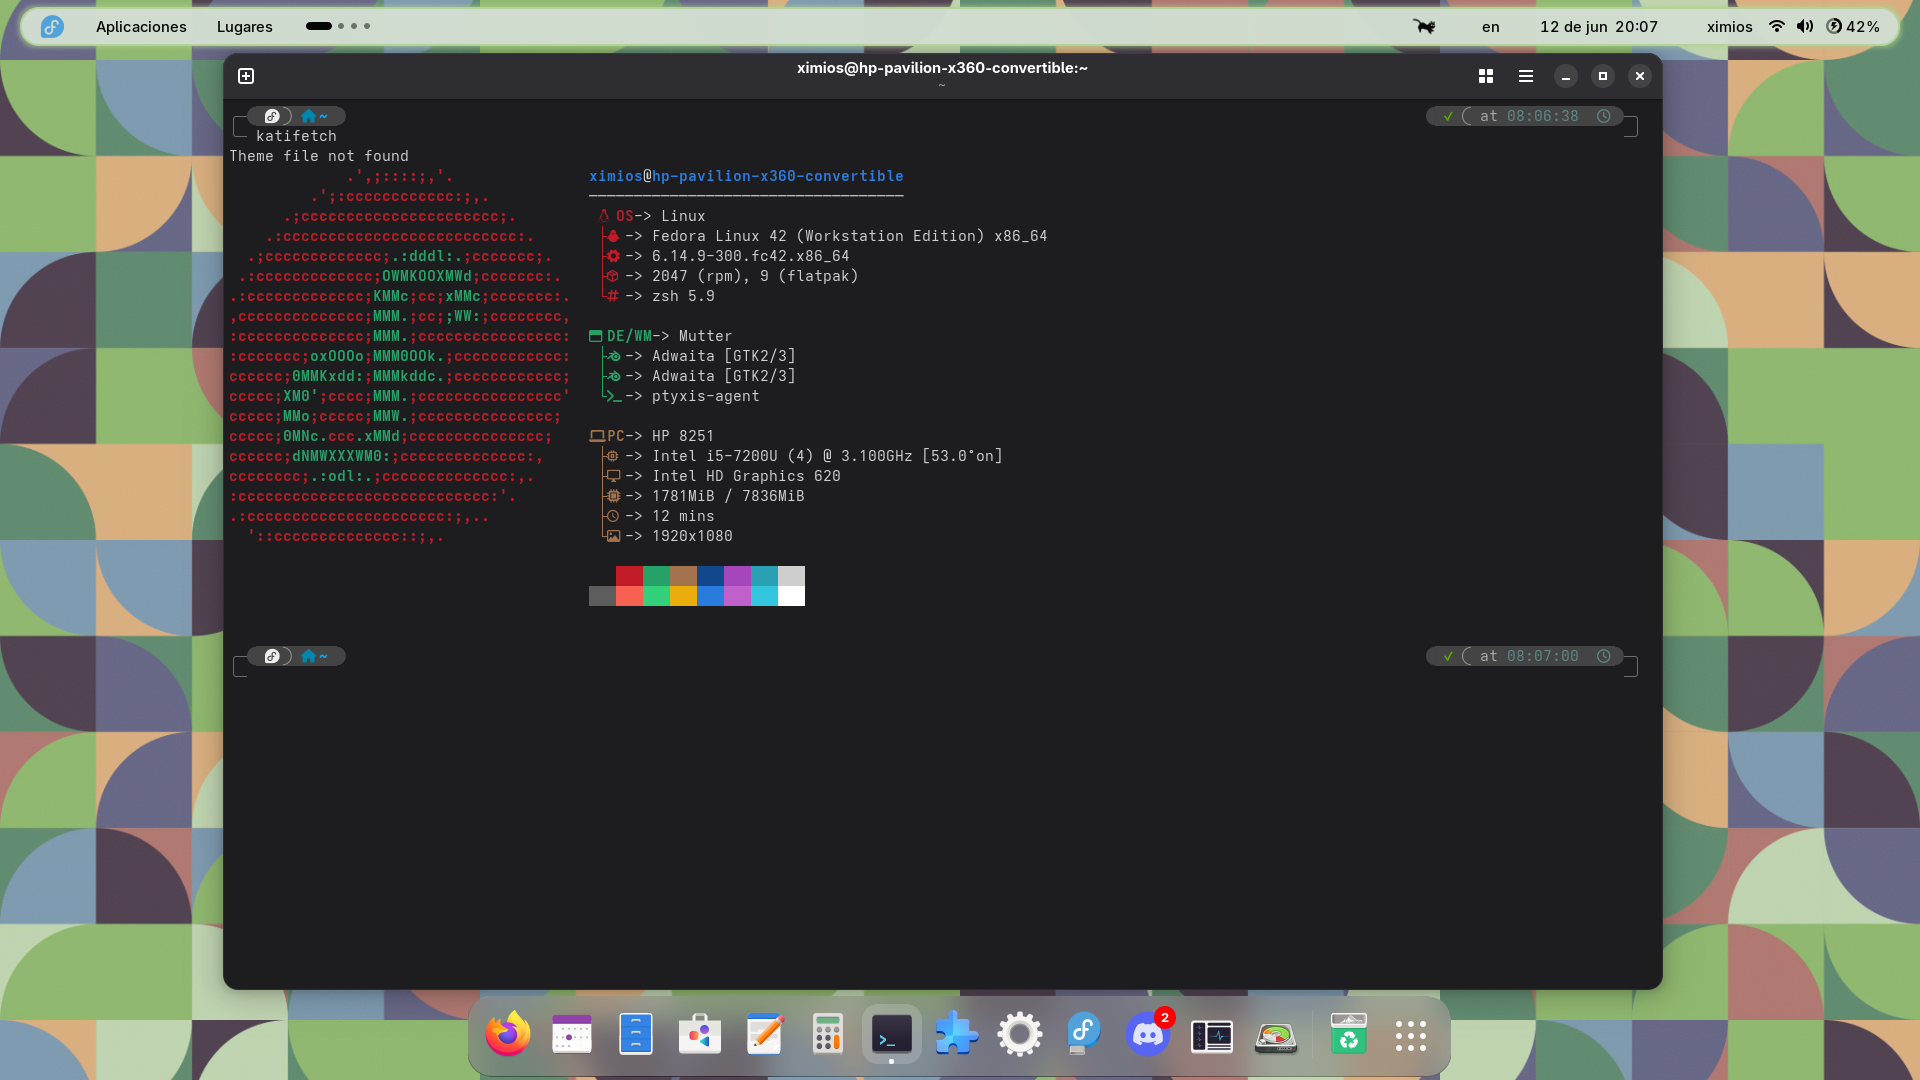 Aplicaciones Lugares en 12 de jun 20:07 ximios 42%
ximios@hp-pavilion-x360-convertible:~
~
~ ✓ at 08:06:38
katifetch
Theme file not found
.',;::::;,'. ximios@hp-pavilion-x360-convertible
.';:cccccccccccc:;,. ───────────────────────────────────
.;cccccccccccccccccccccc;. OS-> Linux
.:cccccccccccccccccccccccccc:. -> Fedora Linux 42 (Workstation Edition) x86_64
.;ccccccccccccc;.:dddl:.;ccccccc;. -> 6.14.9-300.fc42.x86_64
.:ccccccccccccc;OWMKOOXMWd;ccccccc:. -> 2047 (rpm), 9 (flatpak)
.:ccccccccccccc;KMMc;cc;xMMc;ccccccc:. -> zsh 5.9
,cccccccccccccc;MMM.;cc;;WW:;cccccccc,
:cccccccccccccc;MMM.;cccccccccccccccc: DE/WM-> Mutter
:ccccccc;oxOOOo;MMM0OOk.;cccccccccccc: -> Adwaita [GTK2/3]
cccccc;0MMKxdd:;MMMkddc.;cccccccccccc; -> Adwaita [GTK2/3]
ccccc;XM0';cccc;MMM.;cccccccccccccccc' -> ptyxis-agent
ccccc;MMo;ccccc;MMW.;ccccccccccccccc;
ccccc;0MNc.ccc.xMMd;ccccccccccccccc; PC-> HP 8251
cccccc;dNMWXXXWM0:;cccccccccccccc:, -> Intel i5-7200U (4) @ 3.100GHz [53.0°on]
cccccccc;.:odl:.;cccccccccccccc:,. -> Intel HD Graphics 620
:cccccccccccccccccccccccccccc:'. -> 1781MiB / 7836MiB
.:cccccccccccccccccccccc:;,.. -> 12 mins
'::cccccccccccccc::;,. -> 1920x1080
~ ✓ at 08:07:00
2